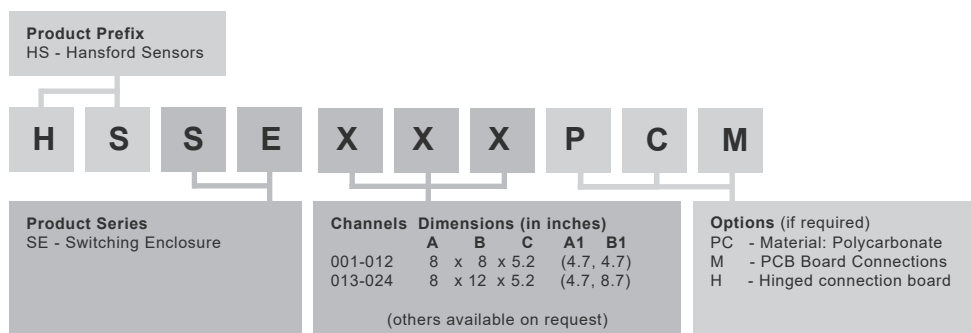 Product Prefix
HS - Hansford Sensors
H S S E X X X P C M
Product Series
SE - Switching Enclosure
Channels Dimensions (in inches)
A B C A1 B1
001-012 8 x 8 x 5.2 (4.7, 4.7)
013-024 8 x 12 x 5.2 (4.7, 8.7)
(others available on request)
Options (if required)
PC - Material: Polycarbonate
M - PCB Board Connections
H - Hinged connection board